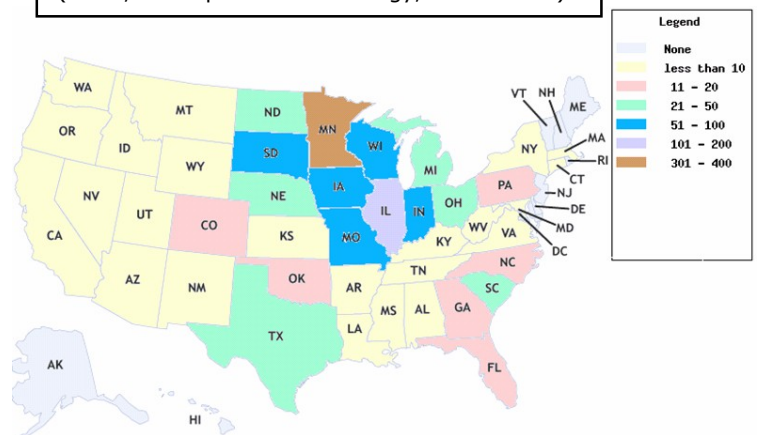 Legend
None
less than 10
11 - 20
21 - 50
51 - 100
101 - 200
301 - 400
WA
MT
ND
MN
VT NH
ME
OR
ID
SD
WI
MI
NY
MA
RI
CT
WY
IA
NE
PA
NJ
NV
UT
CO
IL
IN
OH
DE
MD
DC
CA
KS
MO
WV
VA
KY
AZ
NM
OK
AR
TN
NC
SC
MS
AL
GA
LA
TX
FL
AK
HI